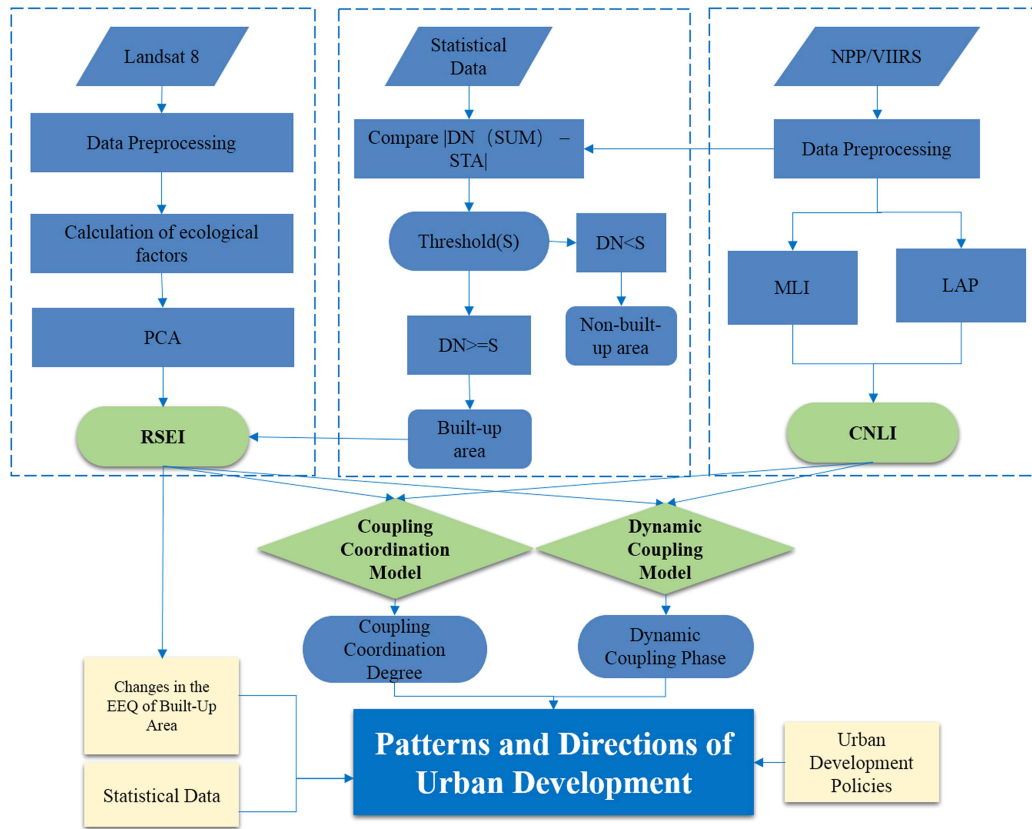 Landsat 8
Data Preprocessing
Calculation of ecological
factors
PCA
RSEI
Statistical
Data
Compare |DN（SUM） –
STA|
Threshold(S)
DN<S
DN>=S
Non-built-
up area
Built-up
area
NPP/VIIRS
Data Preprocessing
MLI
LAP
CNLI
Coupling
Coordination
Model
Dynamic
Coupling
Model
Coupling
Coordination
Degree
Dynamic
Coupling Phase
Changes in the
EEQ of Built-Up
Area
Statistical Data
Patterns and Directions of
Urban Development
Urban
Development
Policies